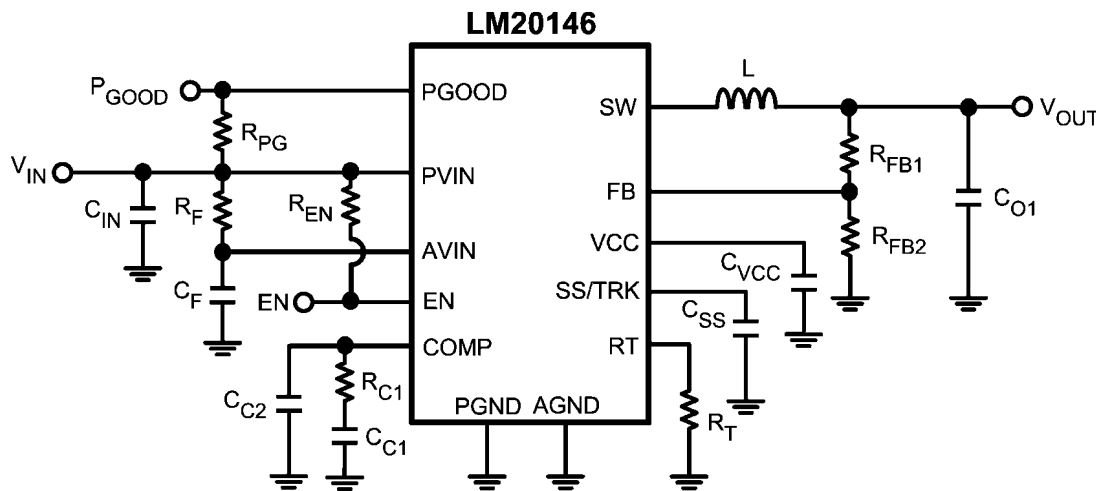 LM20146
PGOOD
PGOOD
RPG
VIN
PVIN
CIN
RF
REN
AVIN
CF
EN
EN
COMP
CC2
RC1
CC1
PGND
AGND
SW
L
VOUT
RFB1
FB
CO1
RFB2
VCC
CVCC
SS/TRK
CSS
RT
RT